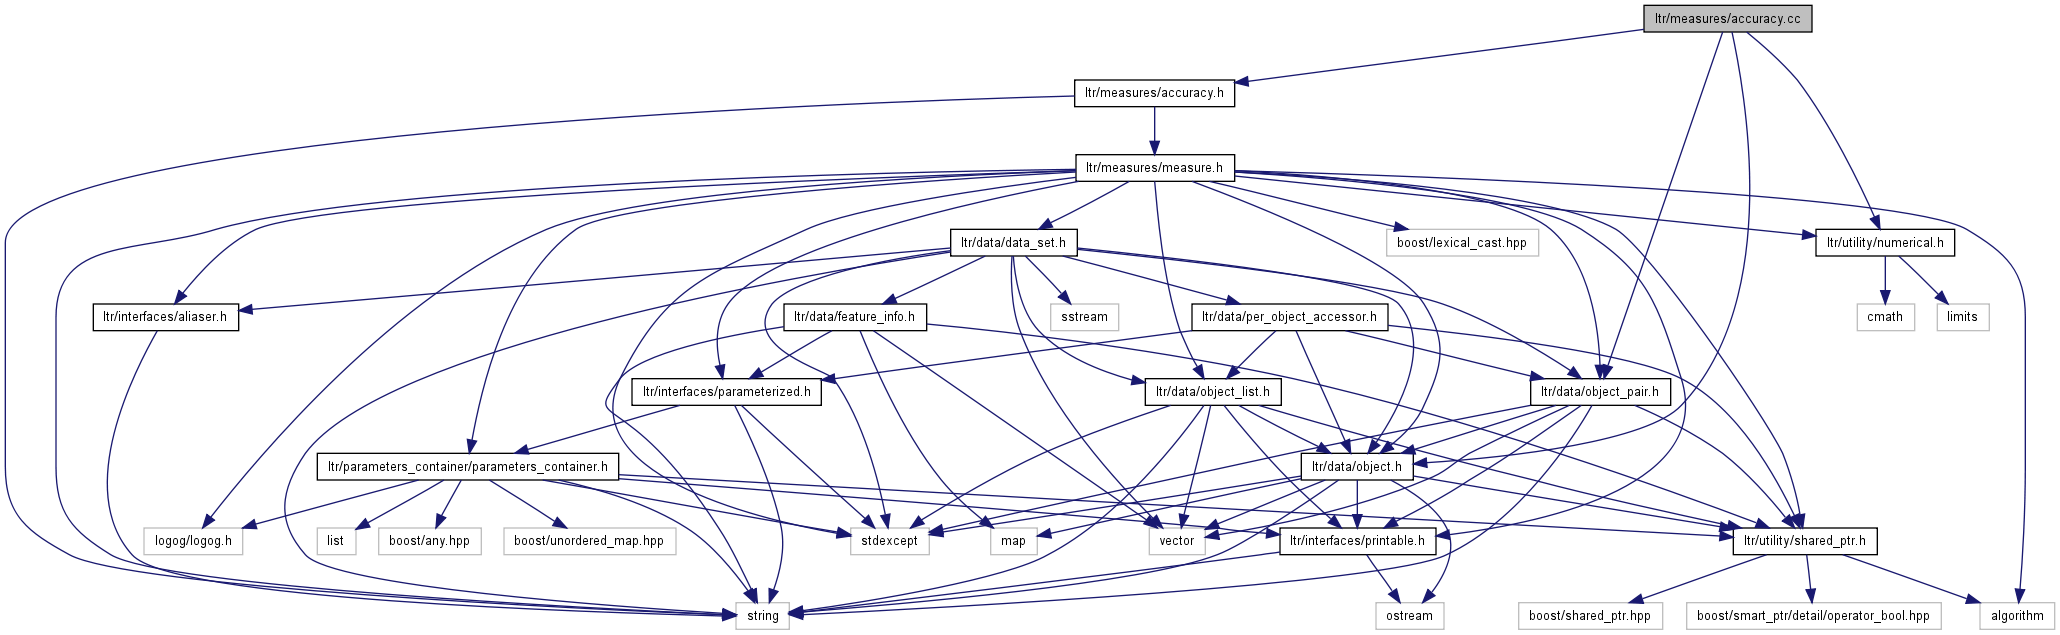 ltr/measures/accuracy.cc
ltr/measures/accuracy.h
ltr/measures/measure.h
ltr/data/data_set.h
boost/lexical_cast.hpp
ltr/utility/numerical.h
ltr/interfaces/aliaser.h
ltr/data/feature_info.h
sstream
ltr/data/per_object_accessor.h
cmath
limits
ltr/interfaces/parameterized.h
ltr/data/object_list.h
ltr/data/object_pair.h
ltr/parameters_container/parameters_container.h
ltr/data/object.h
logog/logog.h
list
boost/any.hpp
boost/unordered_map.hpp
stdexcept
map
vector
ltr/interfaces/printable.h
ltr/utility/shared_ptr.h
string
ostream
boost/shared_ptr.hpp
boost/smart_ptr/detail/operator_bool.hpp
algorithm